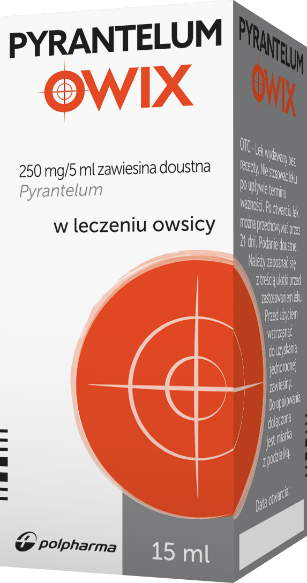 PYRANTELUM
OWIX
250 mg/5 ml zawiesina doustna
Pyrantelum
w leczeniu owsicy
polpharma
15 ml
PYRANTELUM
OWIX
OTC - Lek wydawany bez
recepty. Nie stosować leku
po upływie terminu
ważności. Po otwarciu lek
można przechowywać przez
21 dni. Podanie doustne.
Należy zapoznać się
z treścią ulotki przed
zastosowaniem leku.
Przed użyciem
wstrząsnąć
do uzyskania
jednorodnej
zawiesiny.
Do opakowania
dołączona
jest miarka
z podziałką.
Data otwarcia: